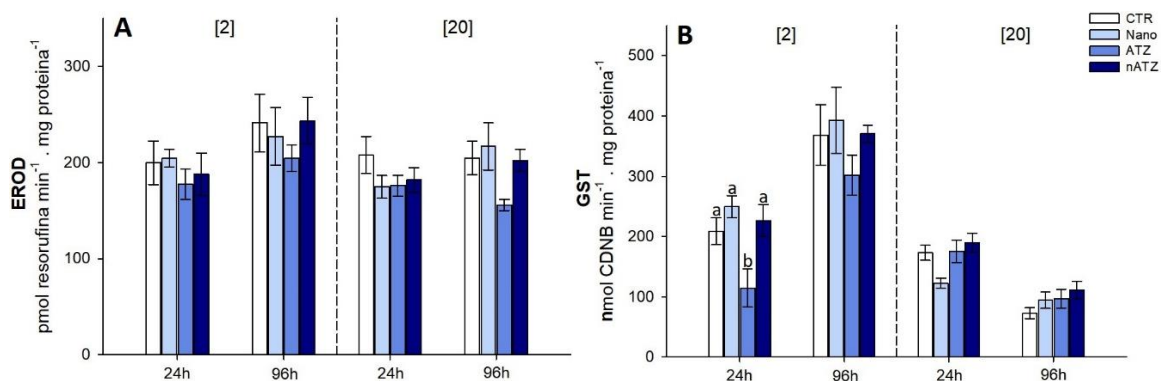 A
[2]
[20]
EROD
pmol resorufina min⁻¹ . mg proteina⁻¹
300
200
100
0
24h
96h
24h
96h
B
[2]
[20]
CTR
Nano
ATZ
nATZ
GST
nmol CDNB min⁻¹ . mg proteina⁻¹
500
400
300
200
100
0
a
a
b
a
24h
96h
24h
96h